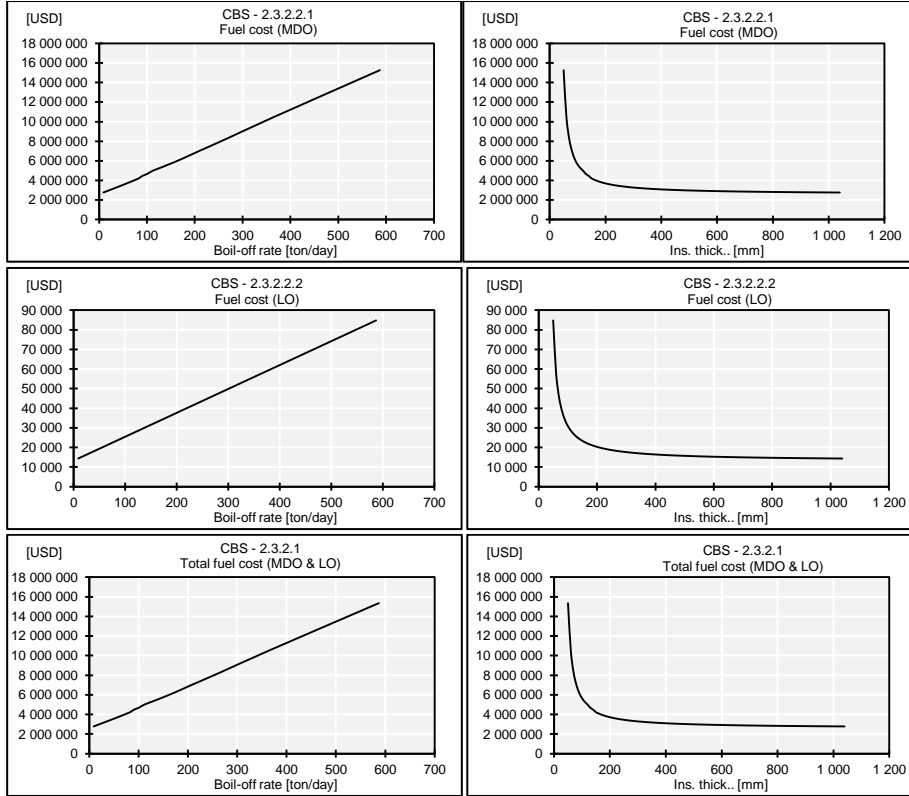 [USD]
CBS - 2.3.2.2.1
Fuel cost (MDO)
18 000 000
16 000 000
14 000 000
12 000 000
10 000 000
8 000 000
6 000 000
4 000 000
2 000 000
0
0 100 200 300 400 500 600 700
Boil-off rate [ton/day]
[USD]
CBS - 2.3.2.2.1
Fuel cost (MDO)
18 000 000
16 000 000
14 000 000
12 000 000
10 000 000
8 000 000
6 000 000
4 000 000
2 000 000
0
0 200 400 600 800 1 000 1 200
Ins. thick.. [mm]
[USD]
CBS - 2.3.2.2.2
Fuel cost (LO)
90 000
80 000
70 000
60 000
50 000
40 000
30 000
20 000
10 000
0
0 100 200 300 400 500 600 700
Boil-off rate [ton/day]
[USD]
CBS - 2.3.2.2.2
Fuel cost (LO)
90 000
80 000
70 000
60 000
50 000
40 000
30 000
20 000
10 000
0
0 200 400 600 800 1 000 1 200
Ins. thick.. [mm]
[USD]
CBS - 2.3.2.1
Total fuel cost (MDO & LO)
18 000 000
16 000 000
14 000 000
12 000 000
10 000 000
8 000 000
6 000 000
4 000 000
2 000 000
0
0 100 200 300 400 500 600 700
Boil-off rate [ton/day]
[USD]
CBS - 2.3.2.1
Total fuel cost (MDO & LO)
18 000 000
16 000 000
14 000 000
12 000 000
10 000 000
8 000 000
6 000 000
4 000 000
2 000 000
0
0 200 400 600 800 1 000 1 200
Ins. thick.. [mm]